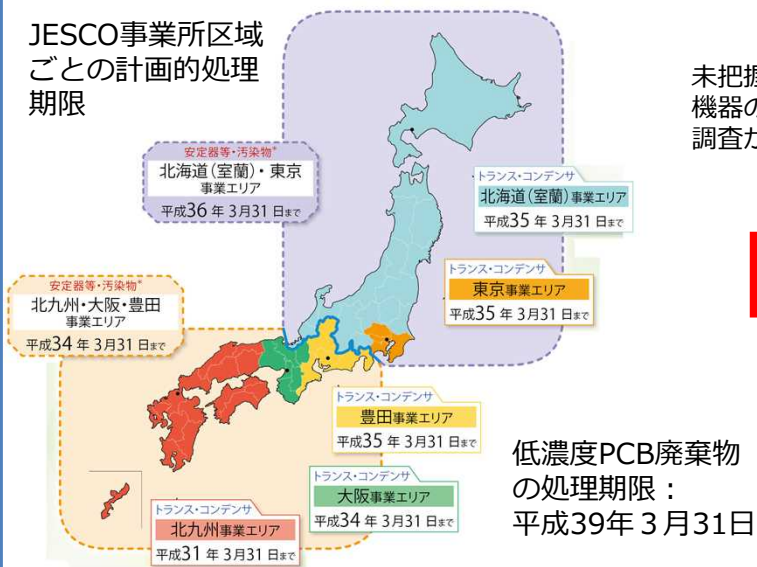 JESCO事業所区域
ごとの計画的処理
期限
未把握
機器の
調査が
安定器等・汚染物*
北海道(室蘭)・東京
事業エリア
平成36年3月31日まで
トランス・コンデンサ
北海道(室蘭)事業エリア
平成35年3月31日まで
トランス・コンデンサ
東京事業エリア
平成35年3月31日まで
安定器等・汚染物*
北九州・大阪・豊田
事業エリア
平成34年3月31日まで
トランス・コンデンサ
豊田事業エリア
平成35年3月31日まで
トランス・コンデンサ
大阪事業エリア
平成34年3月31日まで
トランス・コンデンサ
北九州事業エリア
平成31年3月31日まで
低濃度PCB廃棄物
の処理期限:
平成39年3月31日